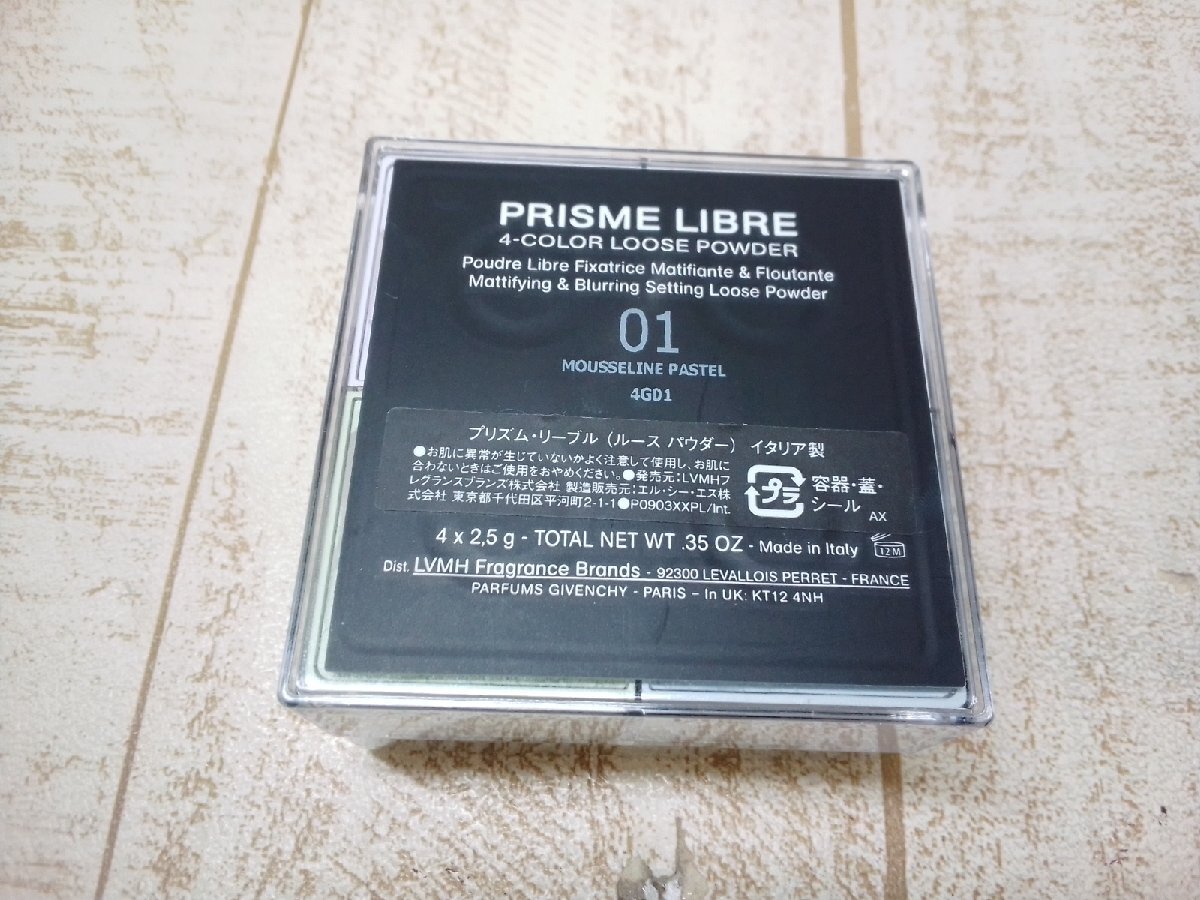 PRISME LIBRE
4-COLOR LOOSE POWDER
Poudre Libre Fixatrice Matifiante & Floutante
Mattifying & Blurring Setting Loose Powder
01
MOUSSELINE PASTEL
4GD1
プリズム・リーブル（ルース パウダー） イタリア製
●お肌に異常が生じていないかよく注意して使用し、お肌に
合わないときはご使用をおやめください。●発売元：LVMHフ
レグランスブランズ株式会社 製造販売元：エル・シー・エス株
式会社 東京都千代田区平河町2-1-1●P0903XXPL/Int.
プラ
容器・蓋・
シール
AX
4 x 2,5 g - TOTAL NET WT .35 OZ - Made in Italy
12M
Dist. LVMH Fragrance Brands - 92300 LEVALLOIS PERRET - FRANCE
PARFUMS GIVENCHY - PARIS - In UK: KT12 4NH